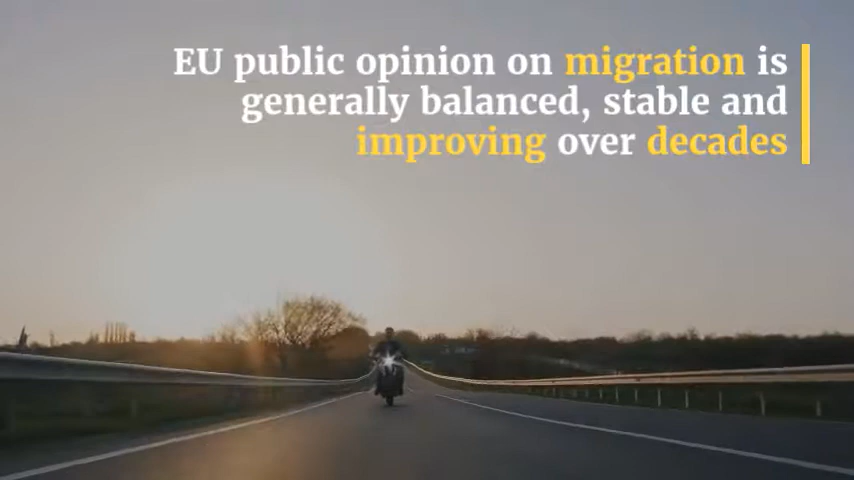 EU public opinion on migration is
generally balanced, stable and
improving over decades